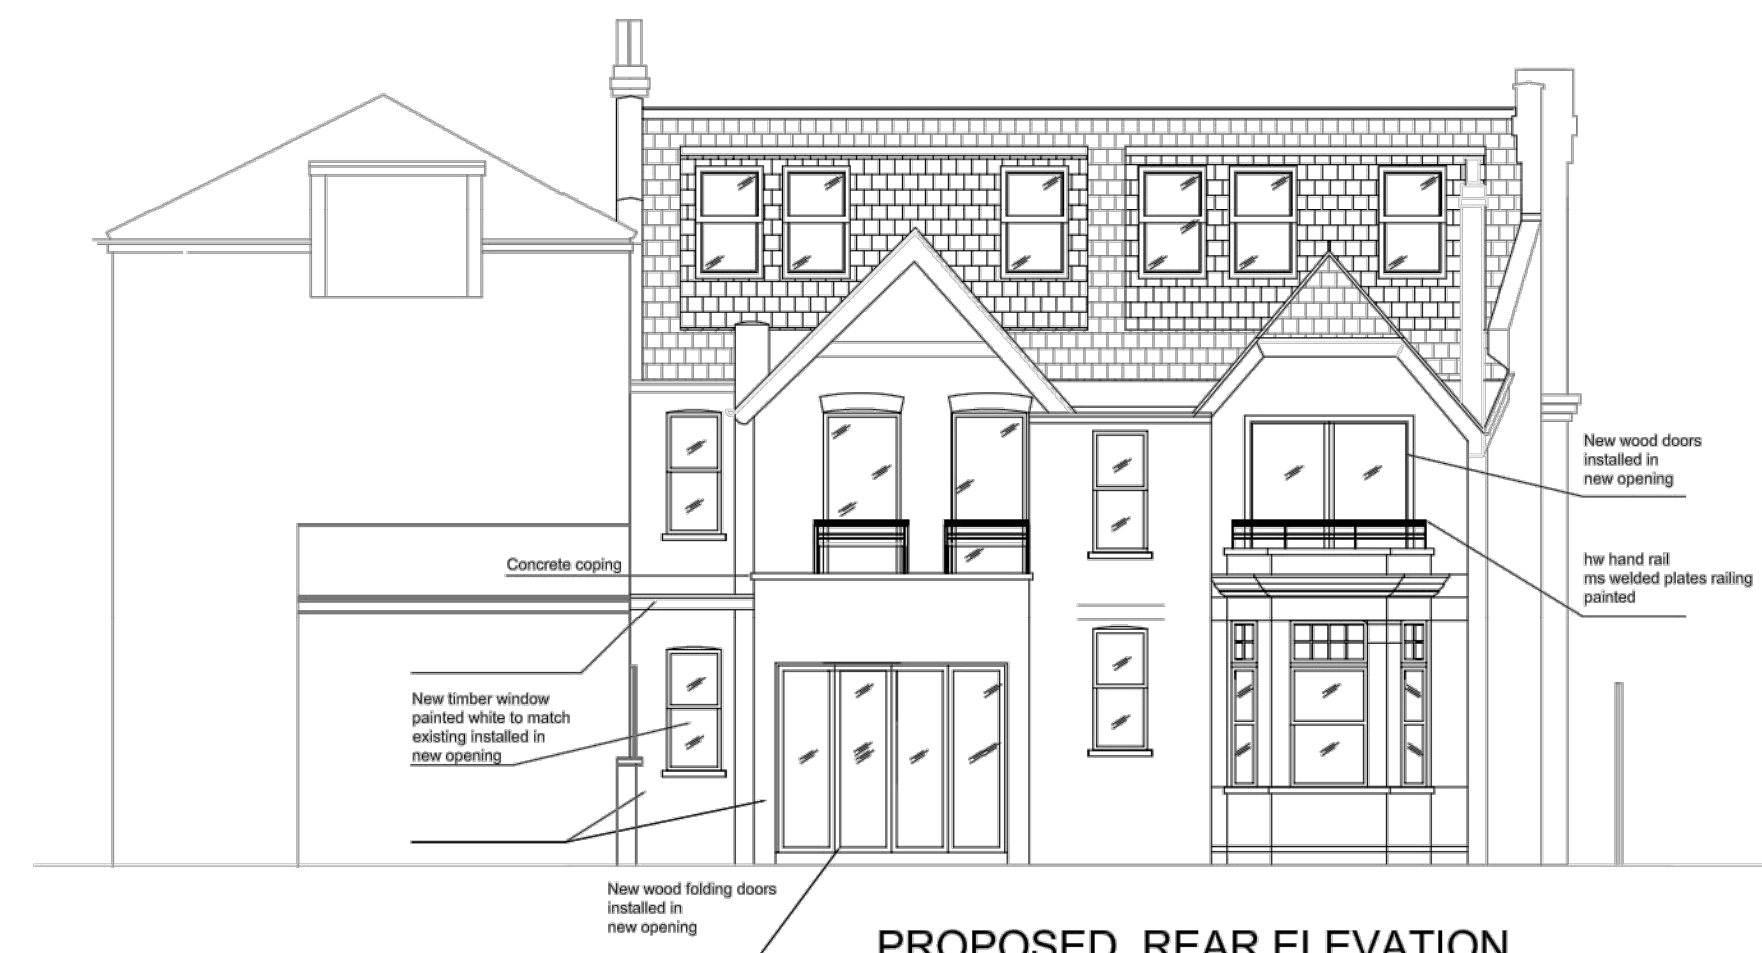 New wood doors
installed in
new opening
hw hand rail
ms welded plates railing
painted
Concrete coping
New timber window
painted white to match
existing installed in
new opening
New wood folding doors
installed in
new opening
PROPOSED REAR ELEVATION